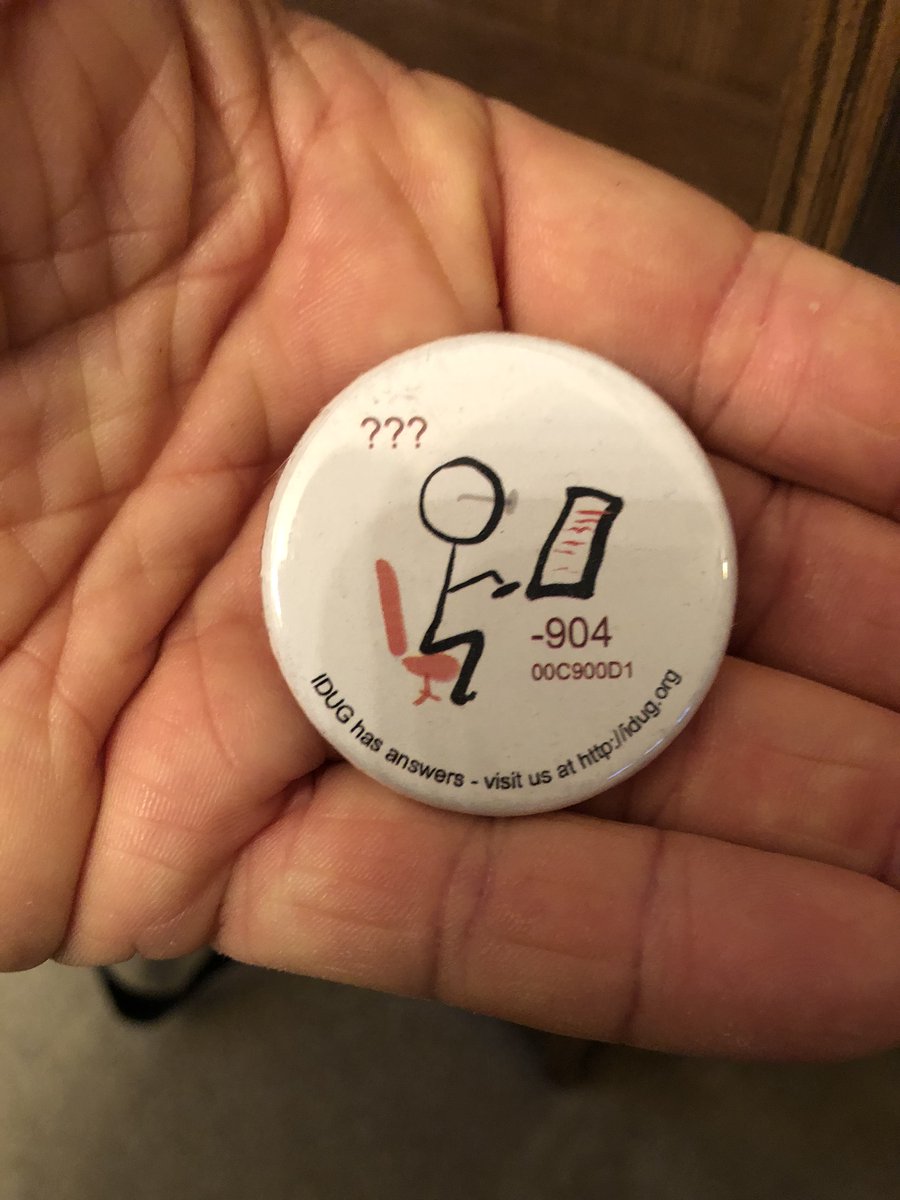 ???
-904
00C900D1
IDUG has answers - visit us at http://idug.org